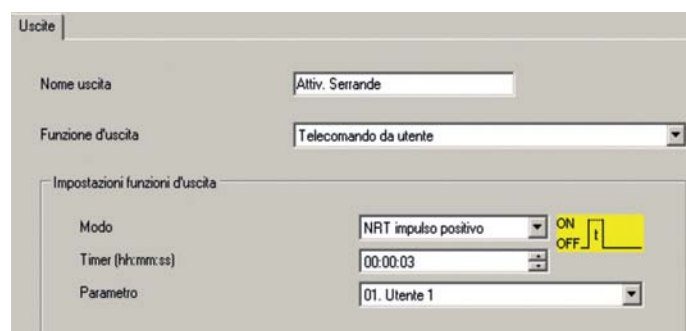 Uscite
Nome uscita Attiv. Serrande
Funzione d'uscita Telecomando da utente
Impostazioni funzioni d'uscita
Modo NRT impulso positivo ON
OFF t
Timer (hh:mm:ss) 00:00:03
Parametro 01. Utente 1